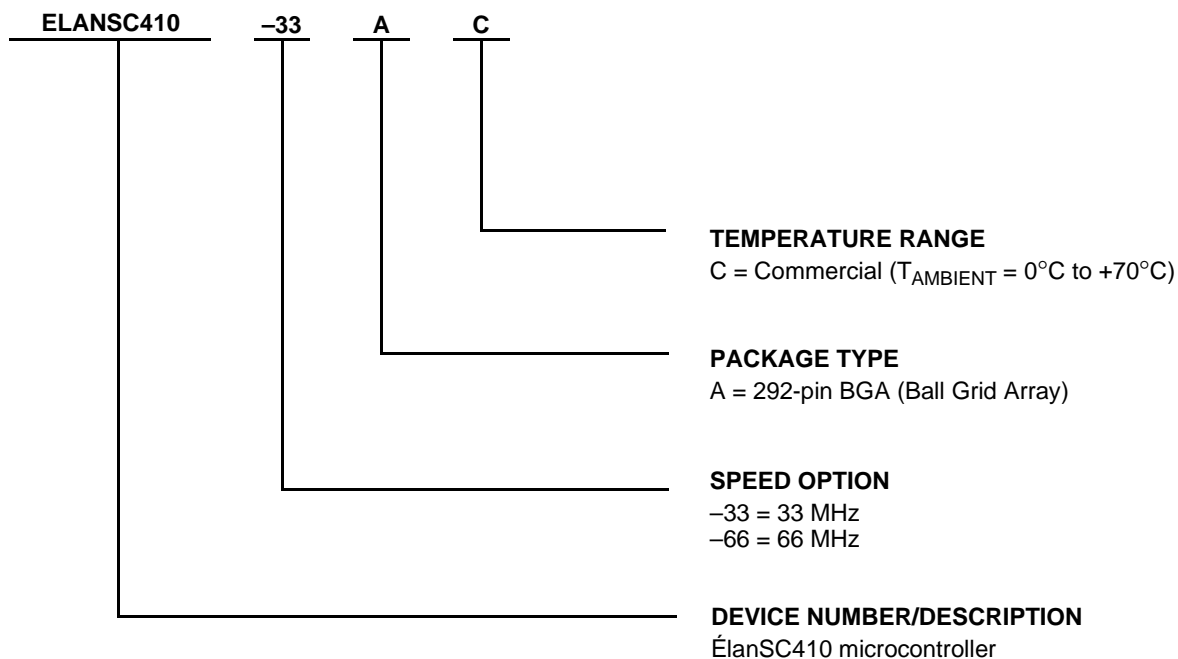 ELANSC410 –33 A C
TEMPERATURE RANGE
C = Commercial (TAMBIENT = 0°C to +70°C)
PACKAGE TYPE
A = 292-pin BGA (Ball Grid Array)
SPEED OPTION
–33 = 33 MHz
–66 = 66 MHz
DEVICE NUMBER/DESCRIPTION
ÉlanSC410 microcontroller